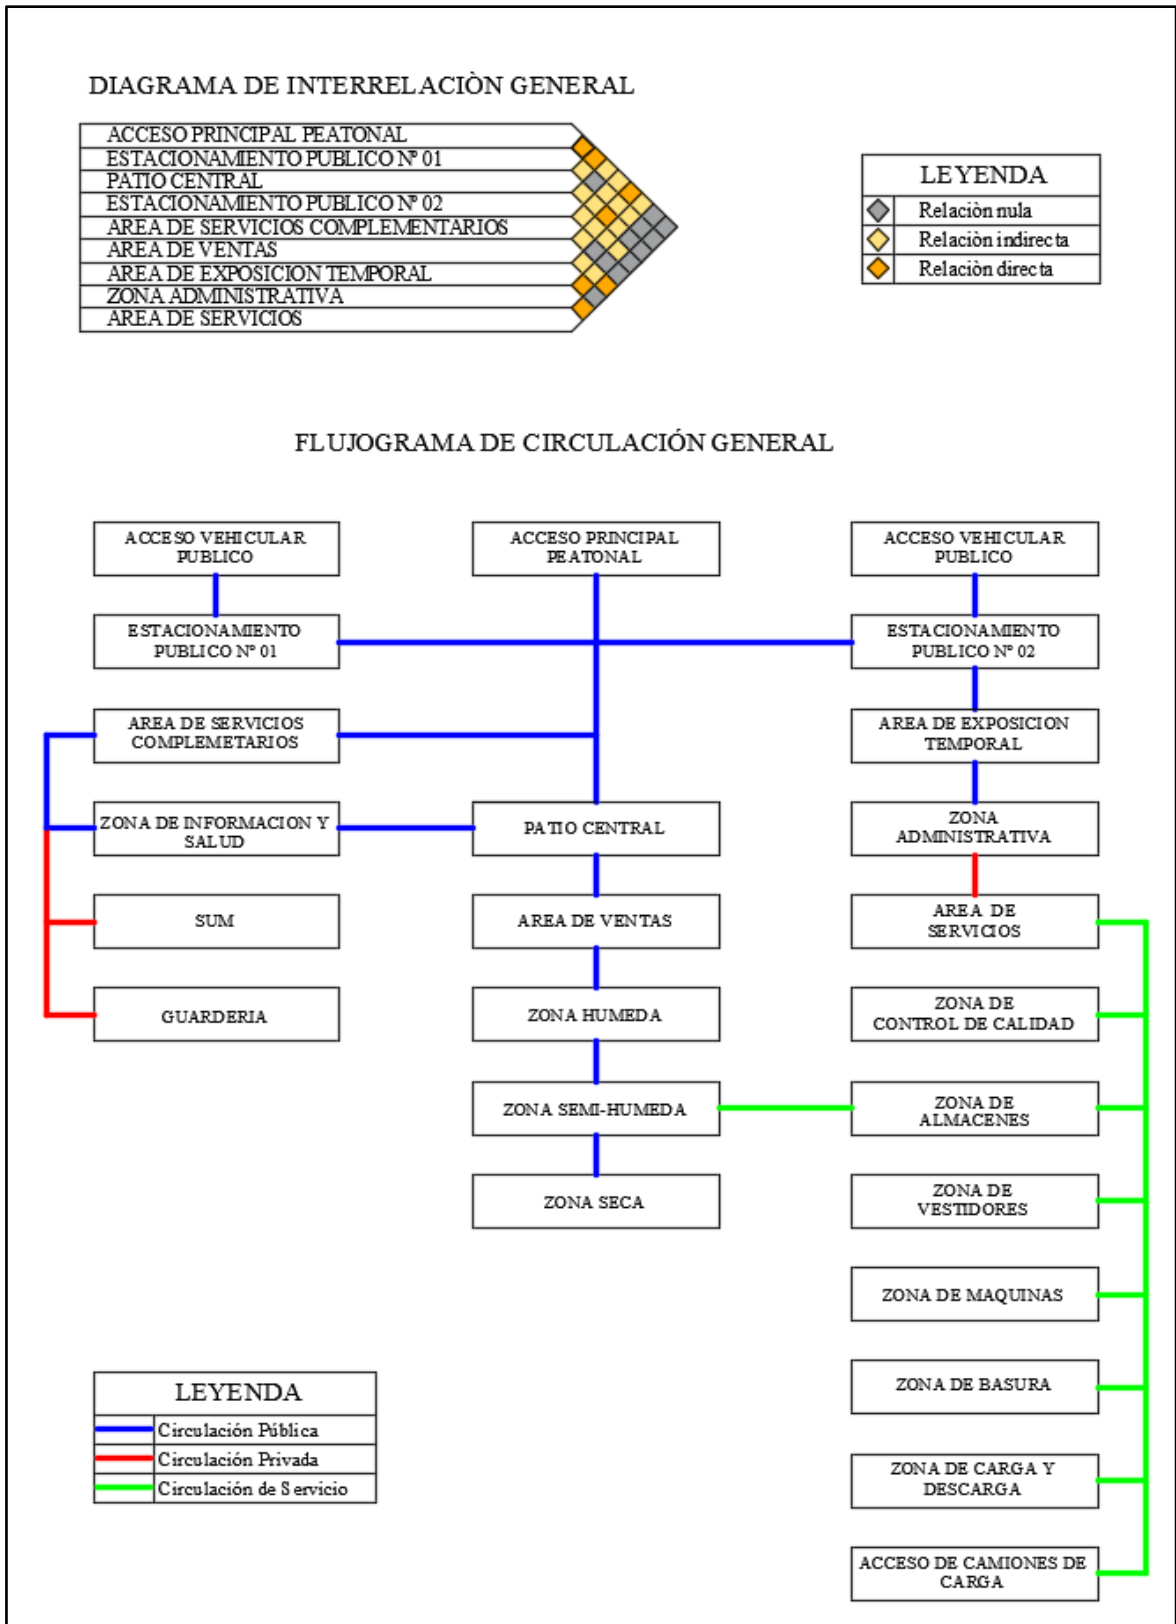 DIAGRAMA DE INTERRELACIÒN GENERAL
ACCESO PRINCIPAL PEATONAL
ESTACIONAMIENTO PUBLICO Nº 01
PATIO CENTRAL
ESTACIONAMIENTO PUBLICO Nº 02
AREA DE SERVICIOS COMPLEMENTARIOS
AREA DE VENTAS
AREA DE EXPOSICION TEMPORAL
ZONA ADMINISTRATIVA
AREA DE SERVICIOS
LEYENDA
Relaciòn nula
Relaciòn indirecta
Relaciòn directa
FLUJOGRAMA DE CIRCULACIÓN GENERAL
ACCESO VEHICULAR
PUBLICO
ACCESO PRINCIPAL
PEATONAL
ACCESO VEHICULAR
PUBLICO
ESTACIONAMIENTO
PUBLICO Nº 01
ESTACIONAMIENTO
PUBLICO Nº 02
AREA DE SERVICIOS
COMPLEMETARIOS
AREA DE EXPOSICION
TEMPORAL
ZONA DE INFORMACION Y
SALUD
PATIO CENTRAL
ZONA
ADMINISTRATIVA
SUM
AREA DE VENTAS
AREA DE
SERVICIOS
GUARDERIA
ZONA HUMEDA
ZONA DE
CONTROL DE CALIDAD
ZONA SEMI-HUMEDA
ZONA DE
ALMACENES
ZONA SECA
ZONA DE
VESTIDORES
ZONA DE MAQUINAS
ZONA DE BASURA
ZONA DE CARGA Y
DESCARGA
ACCESO DE CAMIONES DE
CARGA
LEYENDA
Circulación Pública
Circulación Privada
Circulación de Servicio